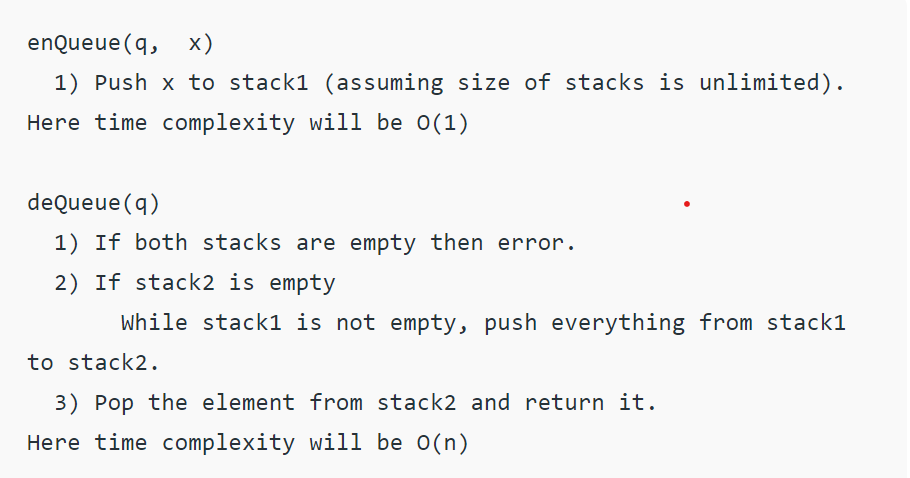 enQueue(q,  x)
  1) Push x to stack1 (assuming size of stacks is unlimited).
Here time complexity will be O(1)

deQueue(q)
  1) If both stacks are empty then error.
  2) If stack2 is empty
       While stack1 is not empty, push everything from stack1
to stack2.
  3) Pop the element from stack2 and return it.
Here time complexity will be O(n)